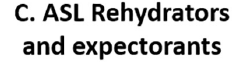 C. ASL Rehydrators
and expectorants